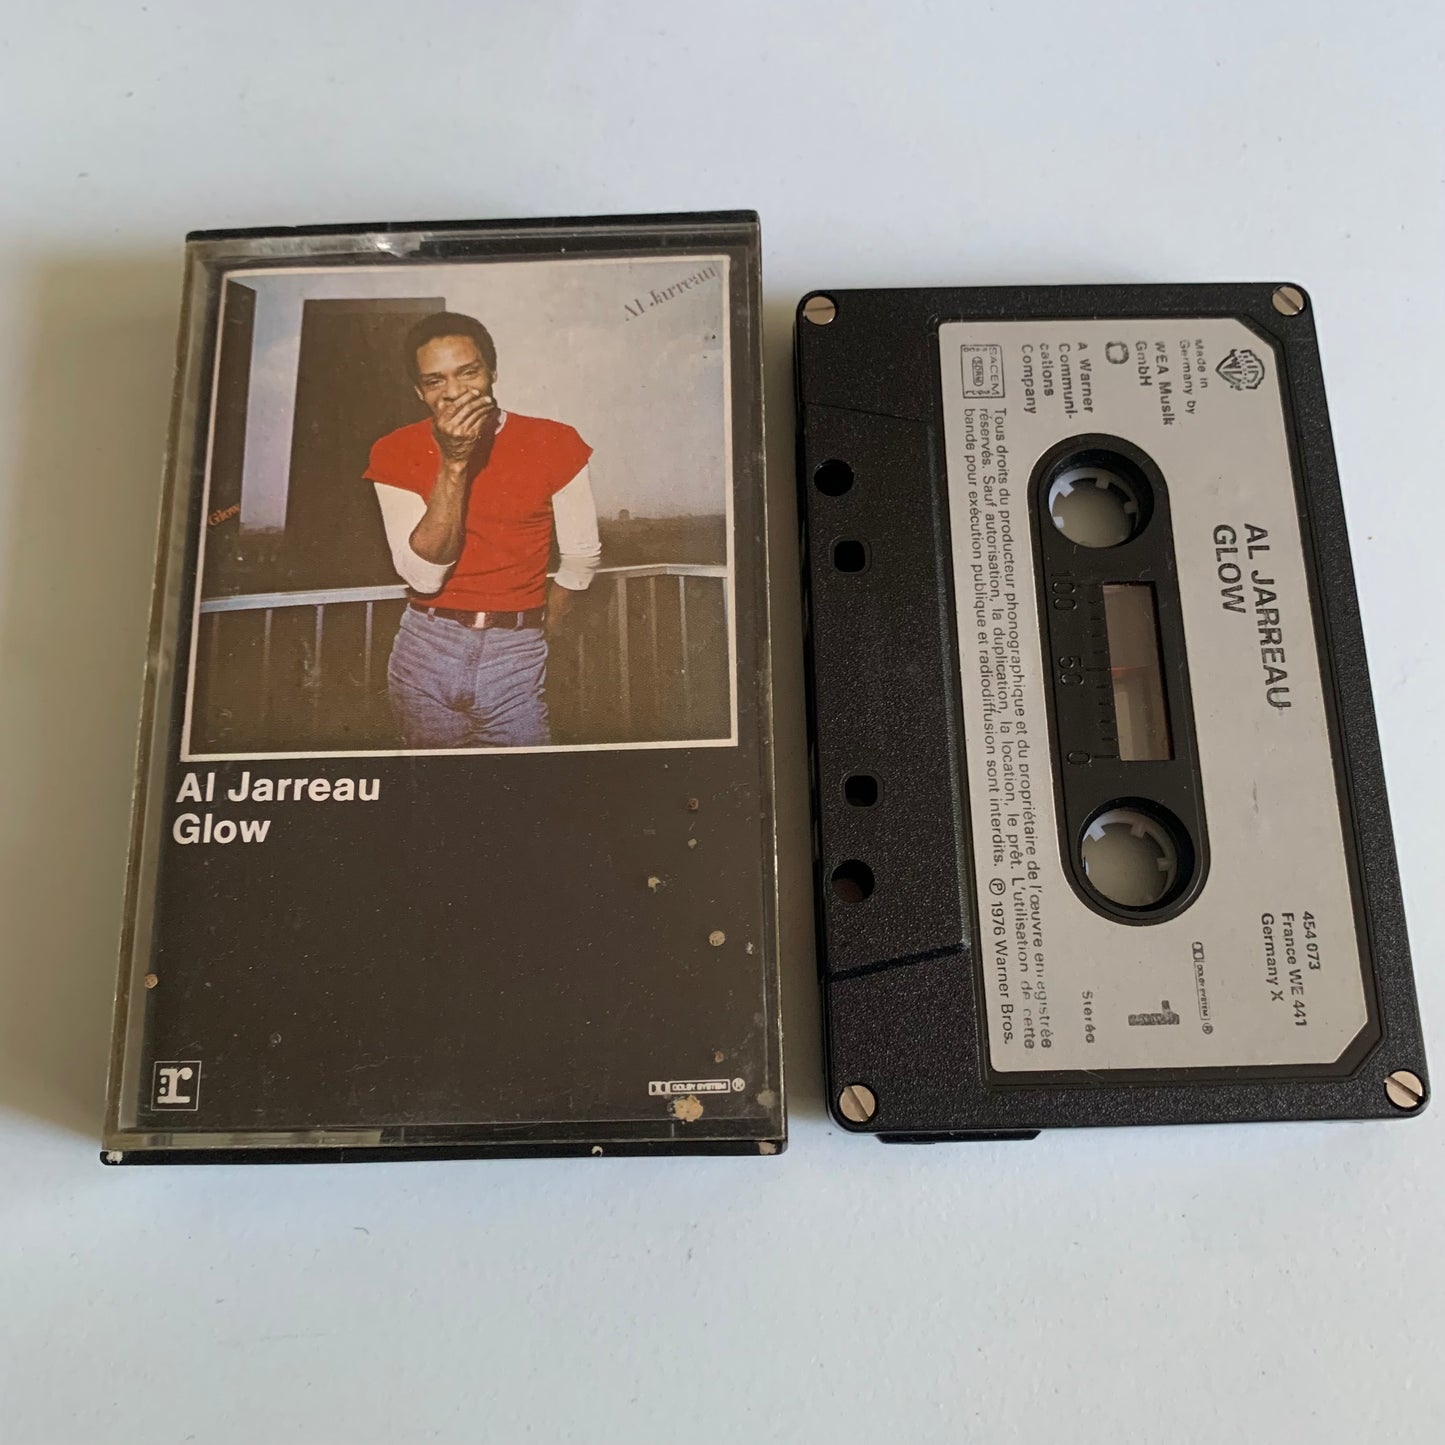 Al Jarreau
Glow
Al Jarreau
Glow
r
DOLBY SYSTEM ®
Made in
Germany by
WEA Musik
GmbH
A Warner
Communi-
cations
Company
SACEM
AL JARREAU
GLOW
100 50 0
454 073
France WE 441
Germany X
DOLBY SYSTEM ®
1
Steréo
Tous droits du producteur phonographique et du propriétaire de l'œuvre enregistrée
réservés. Sauf autorisation, la duplication, la location, le prêt. L'utilisation de cette
bande pour exécution publique et radiodiffusion sont interdits. ℗ 1976 Warner Bros.